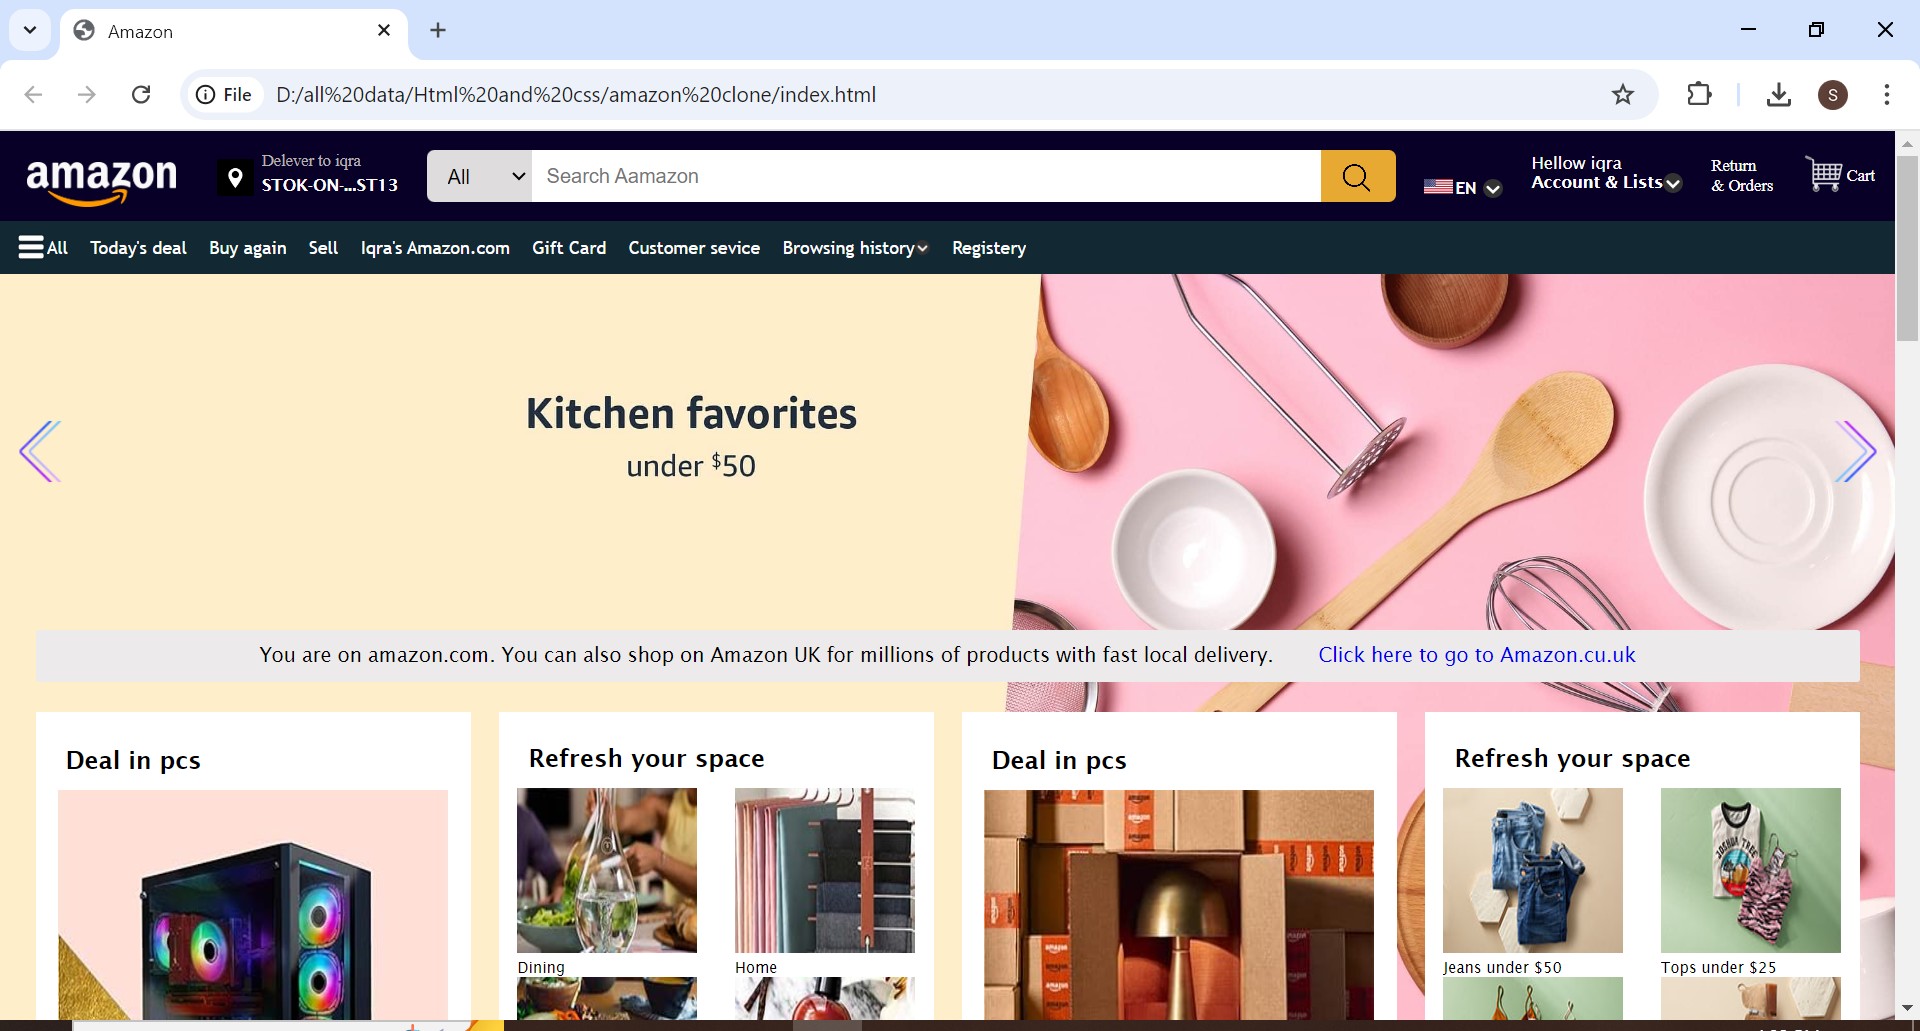 Amazon
File
D:/all%20data/Html%20and%20css/amazon%20clone/index.html
S
amazon
Delever to iqra
STOK-ON-...ST13
All
Search Aamazon
EN
Hellow iqra
Account & Lists
Return
& Orders
Cart
All Today's deal Buy again Sell Iqra's Amazon.com Gift Card Customer sevice Browsing history Registery
Kitchen favorites
under $50
You are on amazon.com. You can also shop on Amazon UK for millions of products with fast local delivery. Click here to go to Amazon.cu.uk
Deal in pcs
Refresh your space
Dining
Home
Deal in pcs
amazon
Refresh your space
JOSHUA TREE
Jeans under $50
Tops under $25